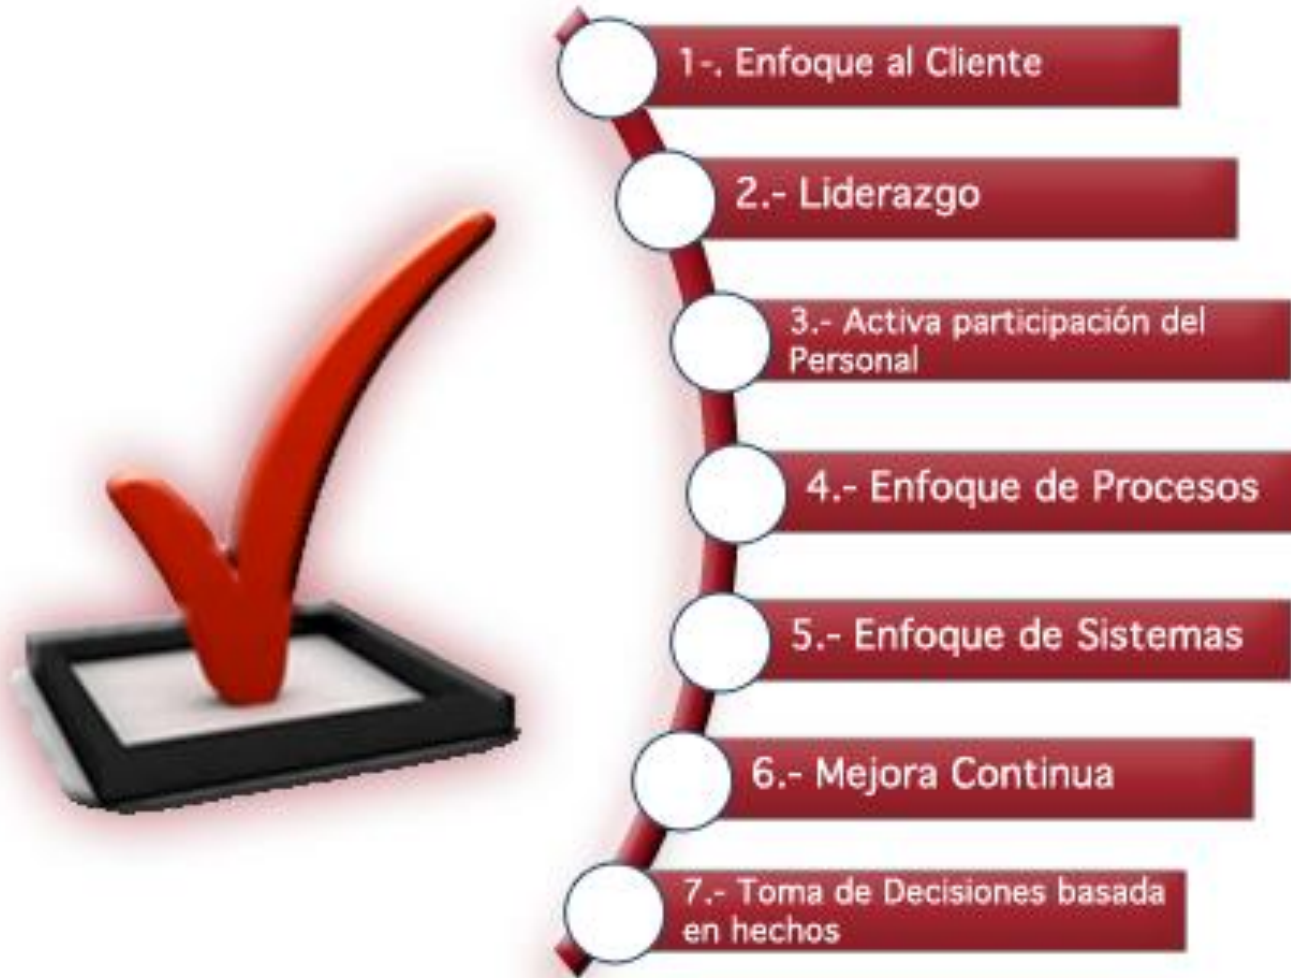 1-. Enfoque al Cliente
2.- Liderazgo
3.- Activa participación del
Personal
4.- Enfoque de Procesos
5.- Enfoque de Sistemas
6.- Mejora Continua
7.- Toma de Decisiones basada
en hechos